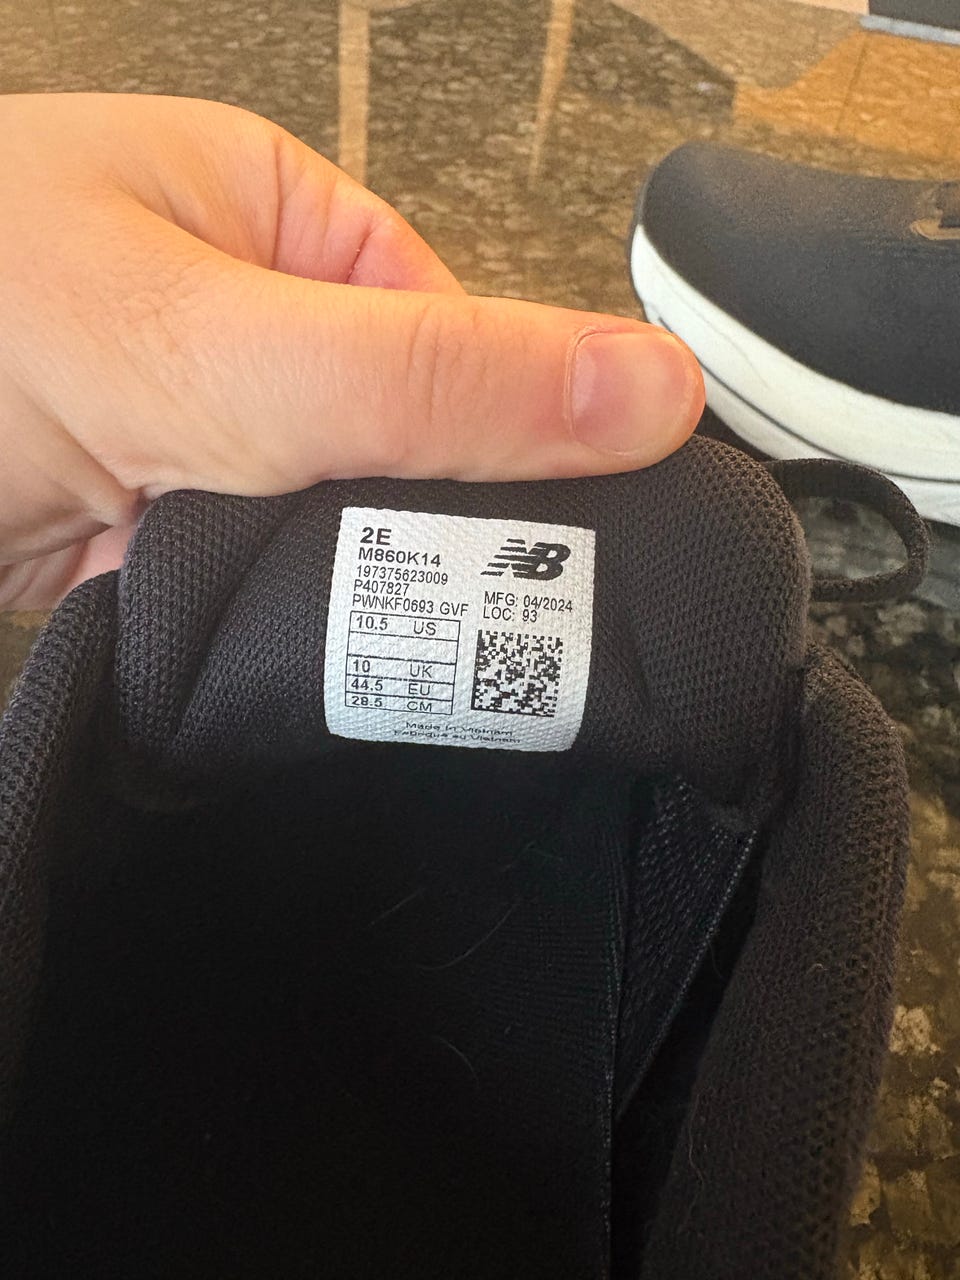 2E
M860K14
197375623009
P407827
PWNKF0693 GVF
10.5 US
10 UK
44.5 EU
28.5 CM
NB
MFG: 04/2024
LOC: 93
Made in Vietnam
Fabriqué au Vietnam